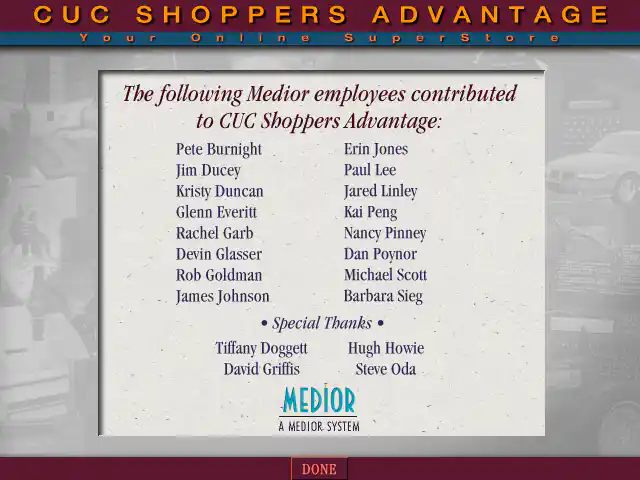 CUC SHOPPERS ADVANTAGE
Your Online SuperStore
The following Medior employees contributed
to CUC Shoppers Advantage:
Pete Burnight
Jim Ducey
Kristy Duncan
Glenn Everitt
Rachel Garb
Devin Glasser
Rob Goldman
James Johnson
Erin Jones
Paul Lee
Jared Linley
Kai Peng
Nancy Pinney
Dan Poynor
Michael Scott
Barbara Sieg
• Special Thanks •
Tiffany Doggett
David Griffis
Hugh Howie
Steve Oda
MEDIOR
A MEDIOR SYSTEM
DONE